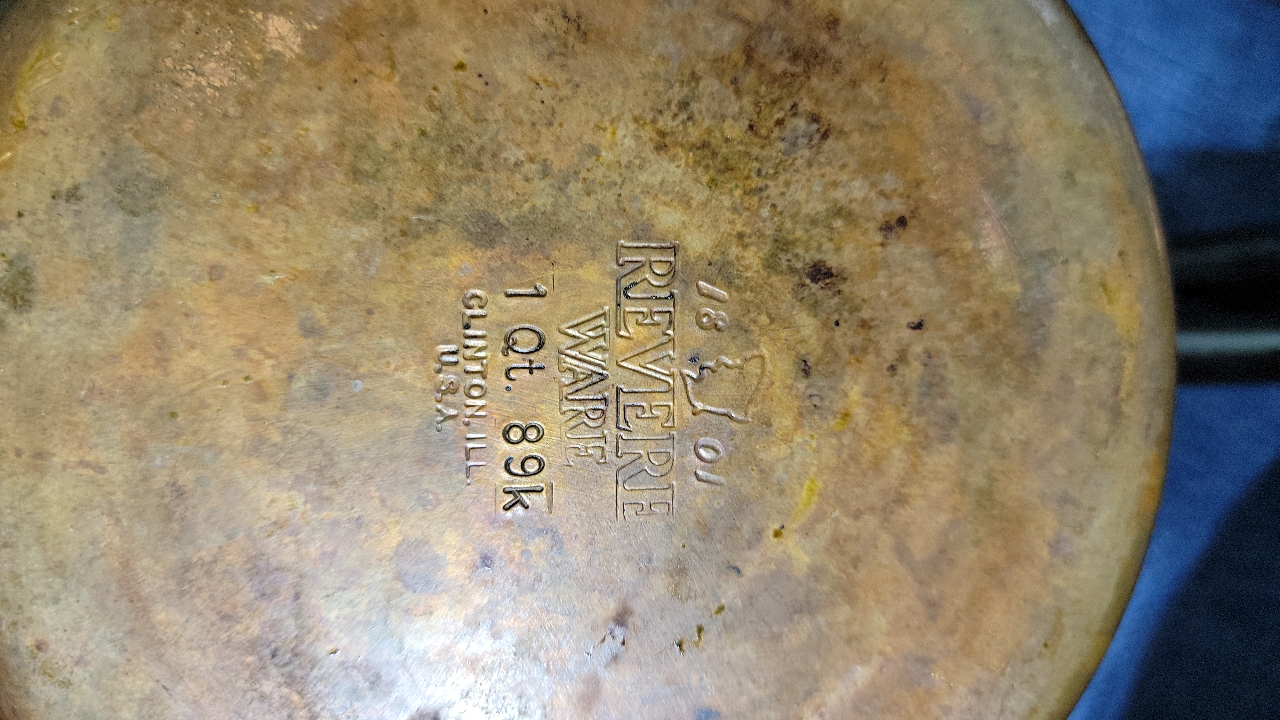 18 01
REVERE
WARE
1 Qt. 89k
CLINTON, ILL.
U.S.A.